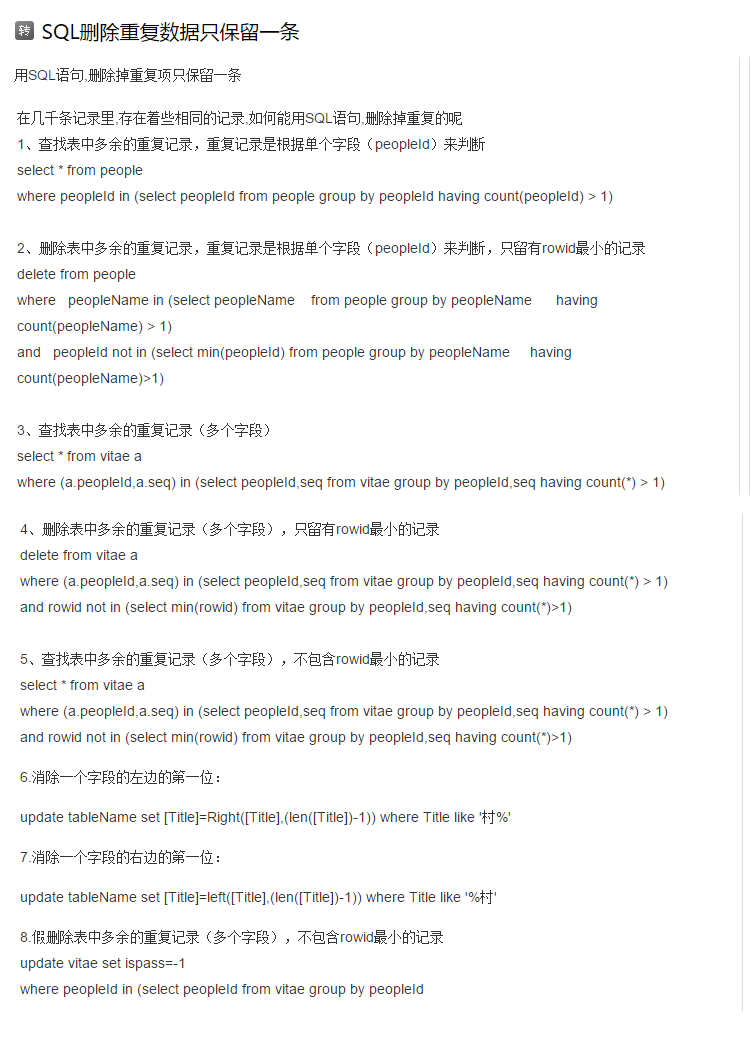 转 SQL删除重复数据只保留一条
用SQL语句,删除掉重复项只保留一条
在几千条记录里,存在着些相同的记录,如何能用SQL语句,删除掉重复的呢
1、查找表中多余的重复记录，重复记录是根据单个字段（peopleId）来判断
select * from people
where peopleId in (select peopleId from people group by peopleId having count(peopleId) > 1)
2、删除表中多余的重复记录，重复记录是根据单个字段（peopleId）来判断，只留有rowid最小的记录
delete from people
where peopleName in (select peopleName from people group by peopleName having
count(peopleName) > 1)
and peopleId not in (select min(peopleId) from people group by peopleName having
count(peopleName)>1)
3、查找表中多余的重复记录（多个字段）
select * from vitae a
where (a.peopleId,a.seq) in (select peopleId,seq from vitae group by peopleId,seq having count(*) > 1)
4、删除表中多余的重复记录（多个字段），只留有rowid最小的记录
delete from vitae a
where (a.peopleId,a.seq) in (select peopleId,seq from vitae group by peopleId,seq having count(*) > 1)
and rowid not in (select min(rowid) from vitae group by peopleId,seq having count(*)>1)
5、查找表中多余的重复记录（多个字段），不包含rowid最小的记录
select * from vitae a
where (a.peopleId,a.seq) in (select peopleId,seq from vitae group by peopleId,seq having count(*) > 1)
and rowid not in (select min(rowid) from vitae group by peopleId,seq having count(*)>1)
6.消除一个字段的左边的第一位：
update tableName set [Title]=Right([Title],(len([Title])-1)) where Title like '村%'
7.消除一个字段的右边的第一位：
update tableName set [Title]=left([Title],(len([Title])-1)) where Title like '%村'
8.假删除表中多余的重复记录（多个字段），不包含rowid最小的记录
update vitae set ispass=-1
where peopleId in (select peopleId from vitae group by peopleId